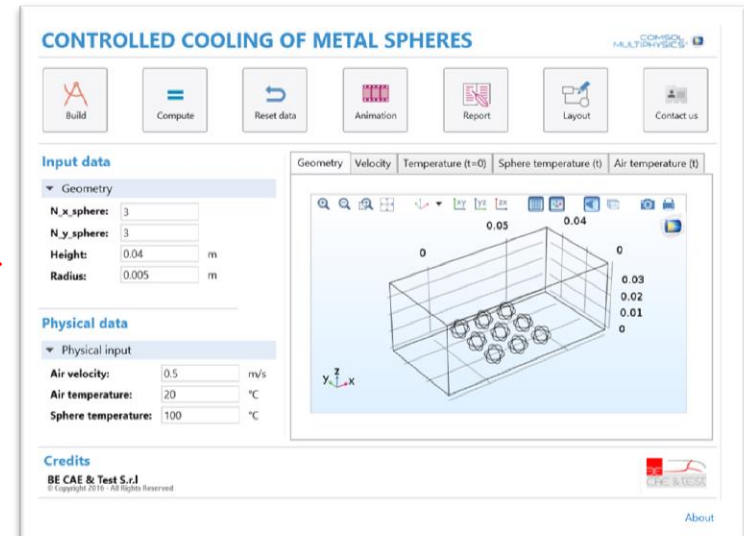 CONTROLLED COOLING OF METAL SPHERES
COMSOL
MULTIPHYSICS®
Build
Compute
Reset data
Animation
Report
Layout
Contact us
Input data
Geometry
N_x_sphere: 3
N_y_sphere: 3
Height: 0.04 m
Radius: 0.005 m
Physical data
Physical input
Air velocity: 0.5 m/s
Air temperature: 20 °C
Sphere temperature: 100 °C
Geometry Velocity Temperature (t=0) Sphere temperature (t) Air temperature (t)
xy yz zx
0.05 0.04
0 0
0.03
0.02
0.01
0
y z x
Credits
BE CAE & Test S.r.l
© Copyright 2016 - All Rights Reserved
BE
CAE & TEST
About